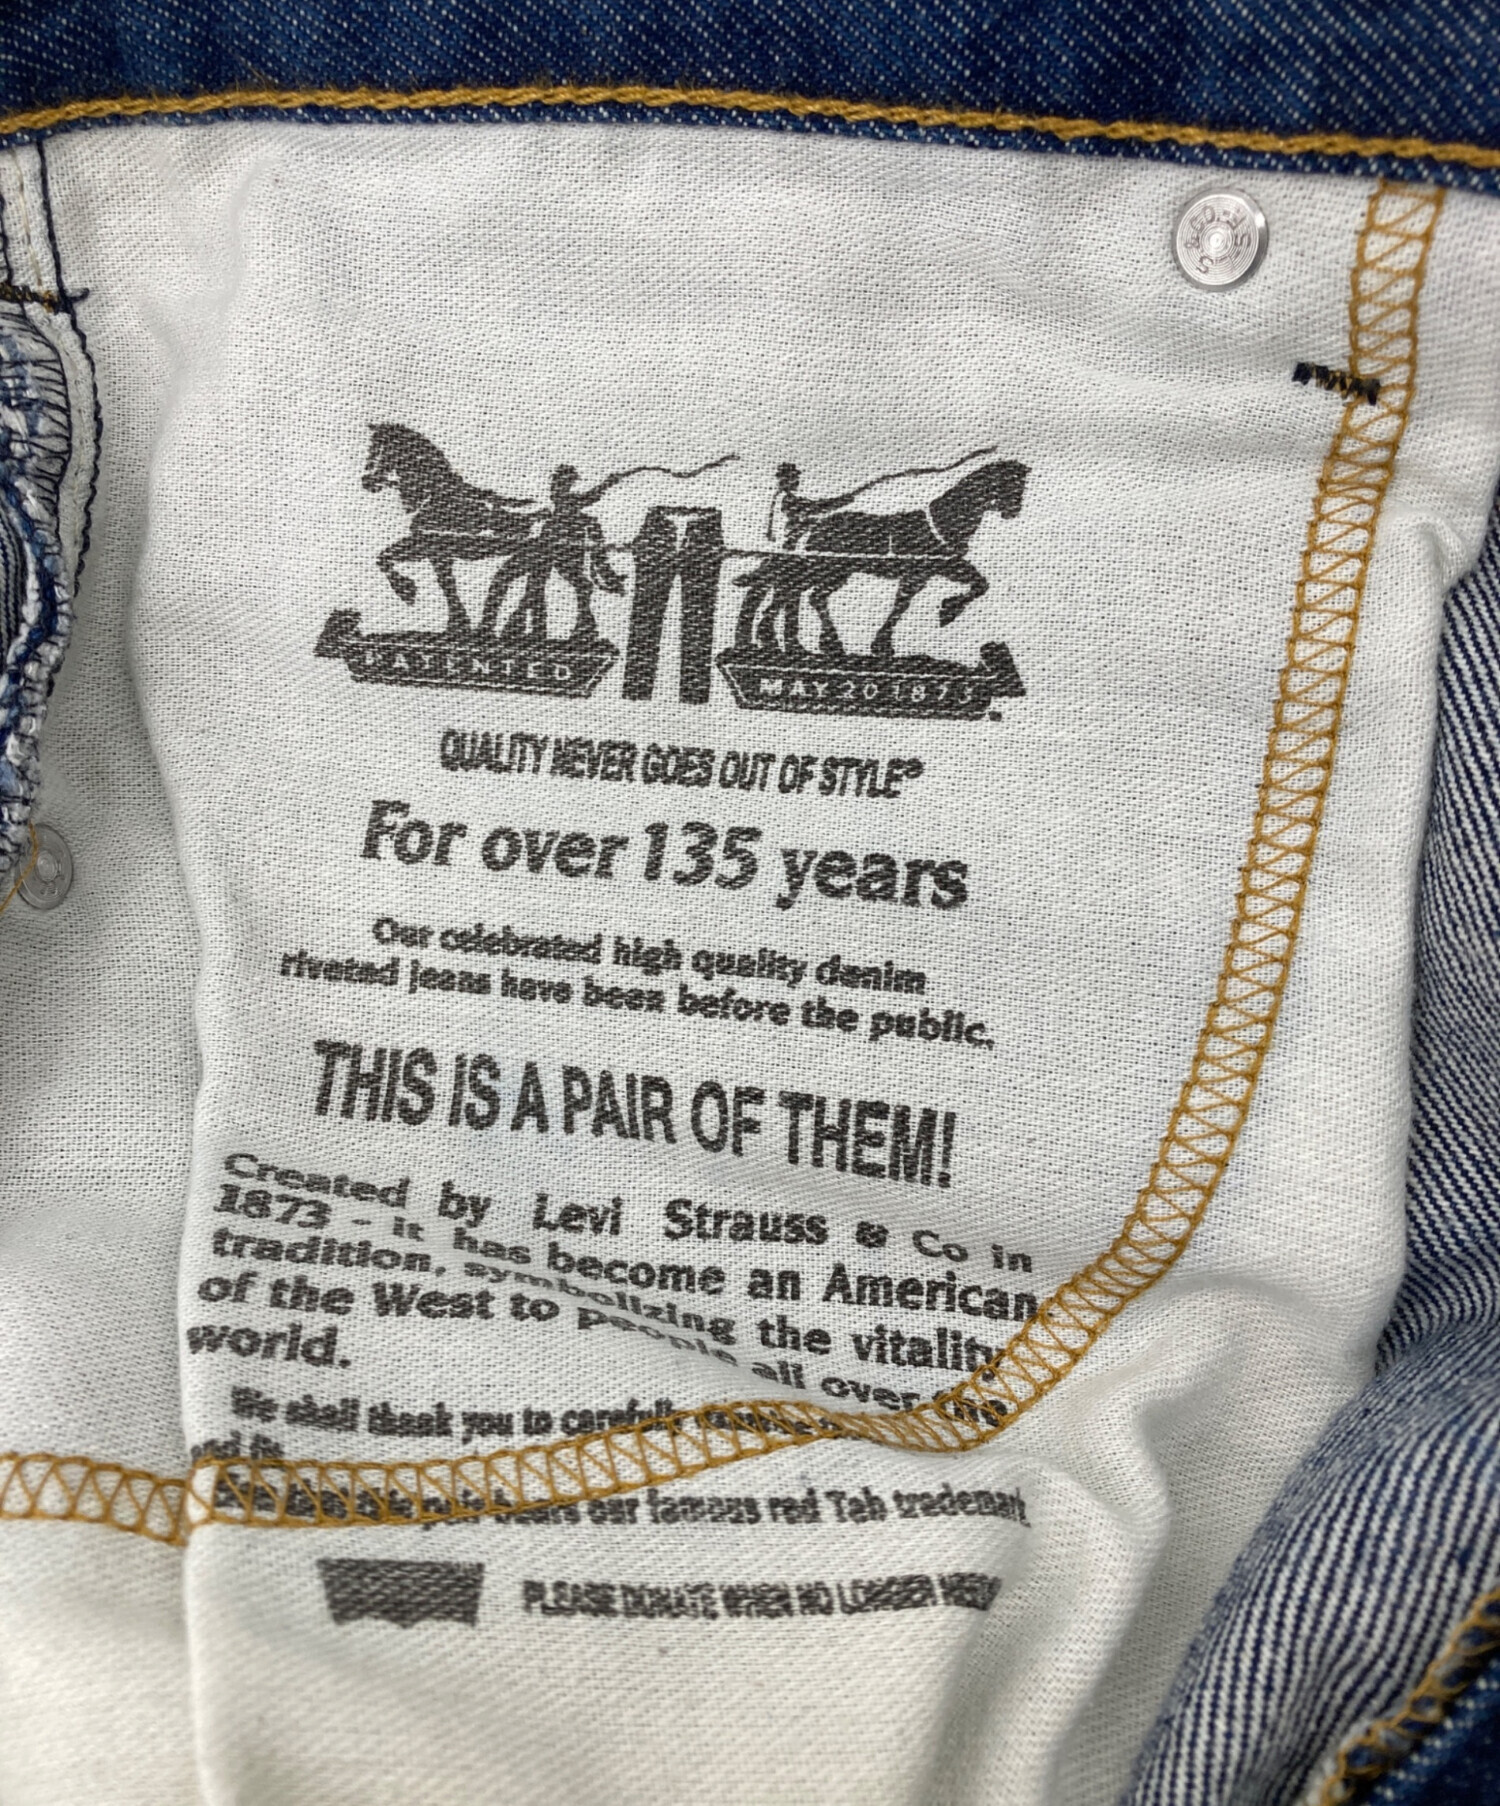 PATENTED
MAY 20 1873
QUALITY NEVER GOES OUT OF STYLE®
For over 135 years
Our celebrated high quality denim
riveted jeans have been before the public.
THIS IS A PAIR OF THEM!
Created by Levi Strauss & Co in
1873 - it has become an American
tradition, symbolizing the vitality
of the West to people all over the
world.
We shall thank you to carefully
and fit.
our famous red Tab trademark
PLEASE DONATE WHEN NO LONGER NEED